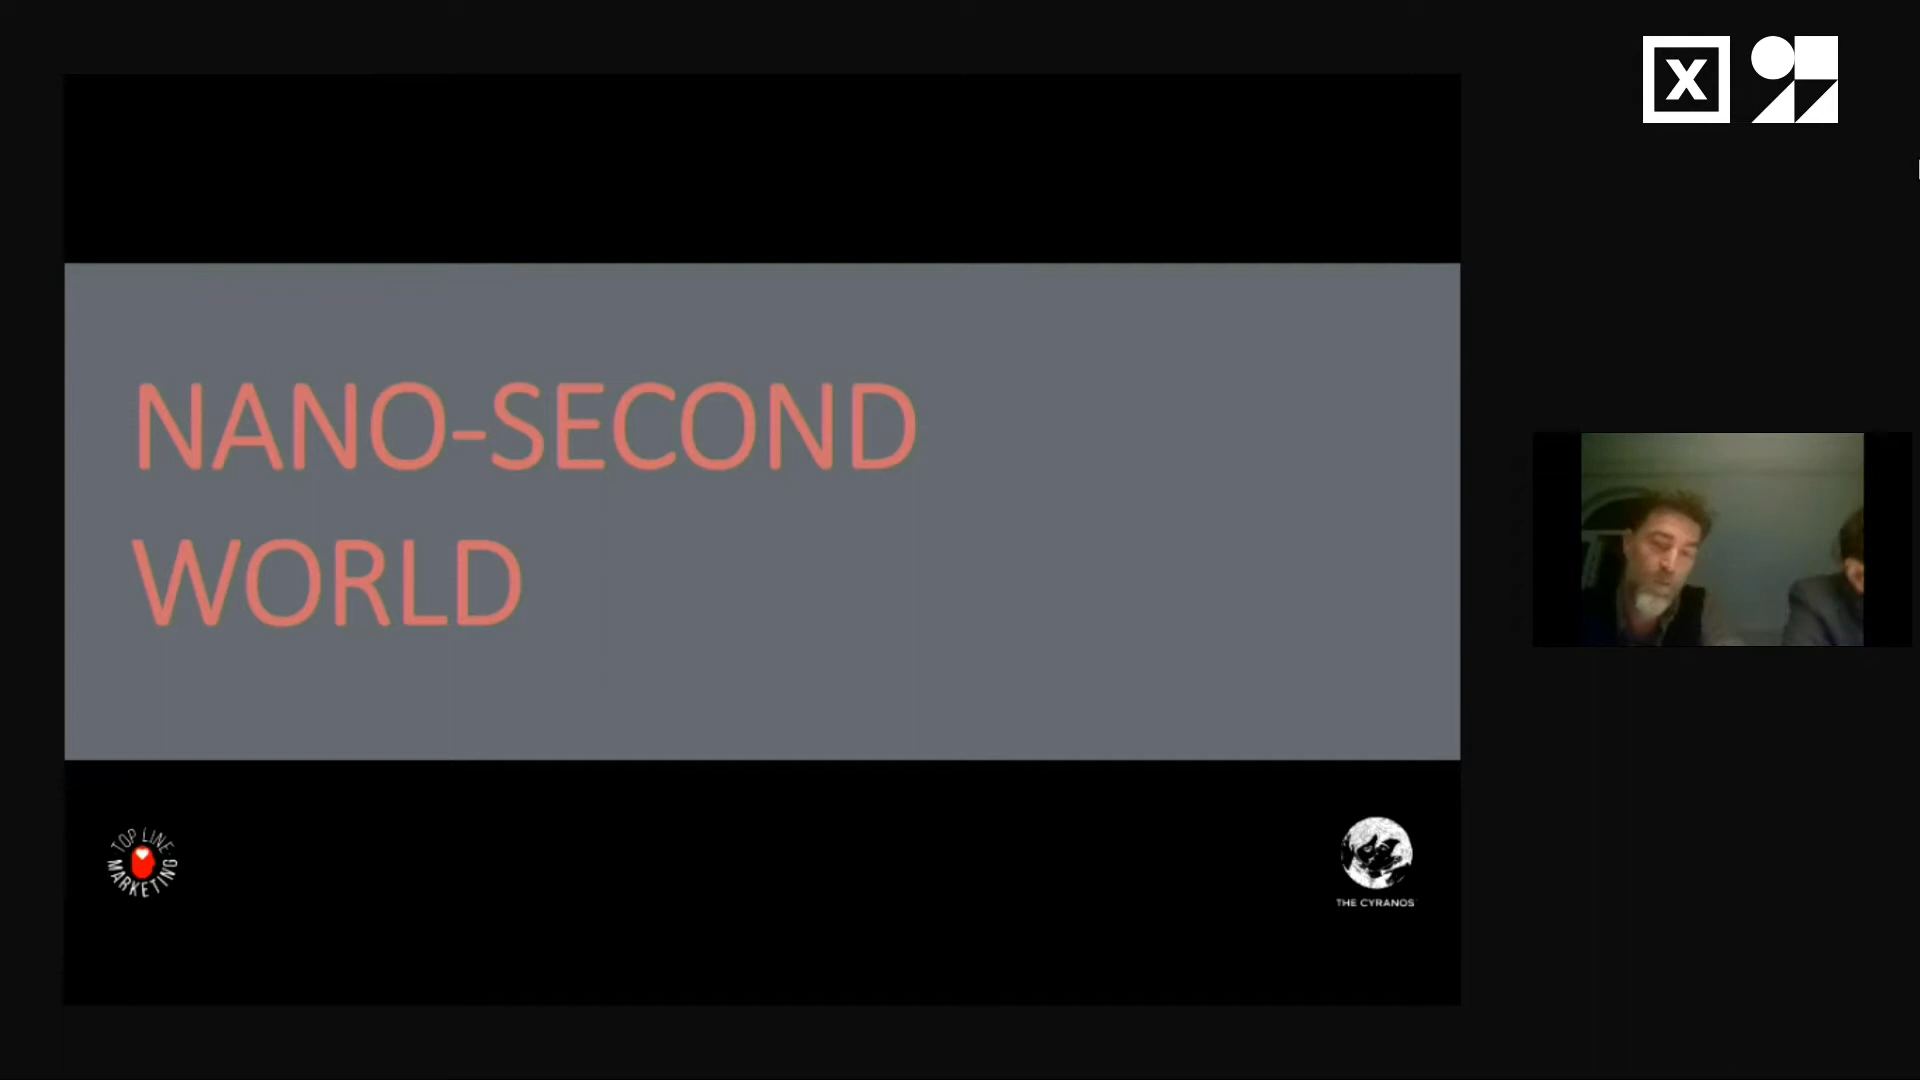 X
NANO-SECOND
WORLD
TOP LINE
MARKETING
THE CYRANOS